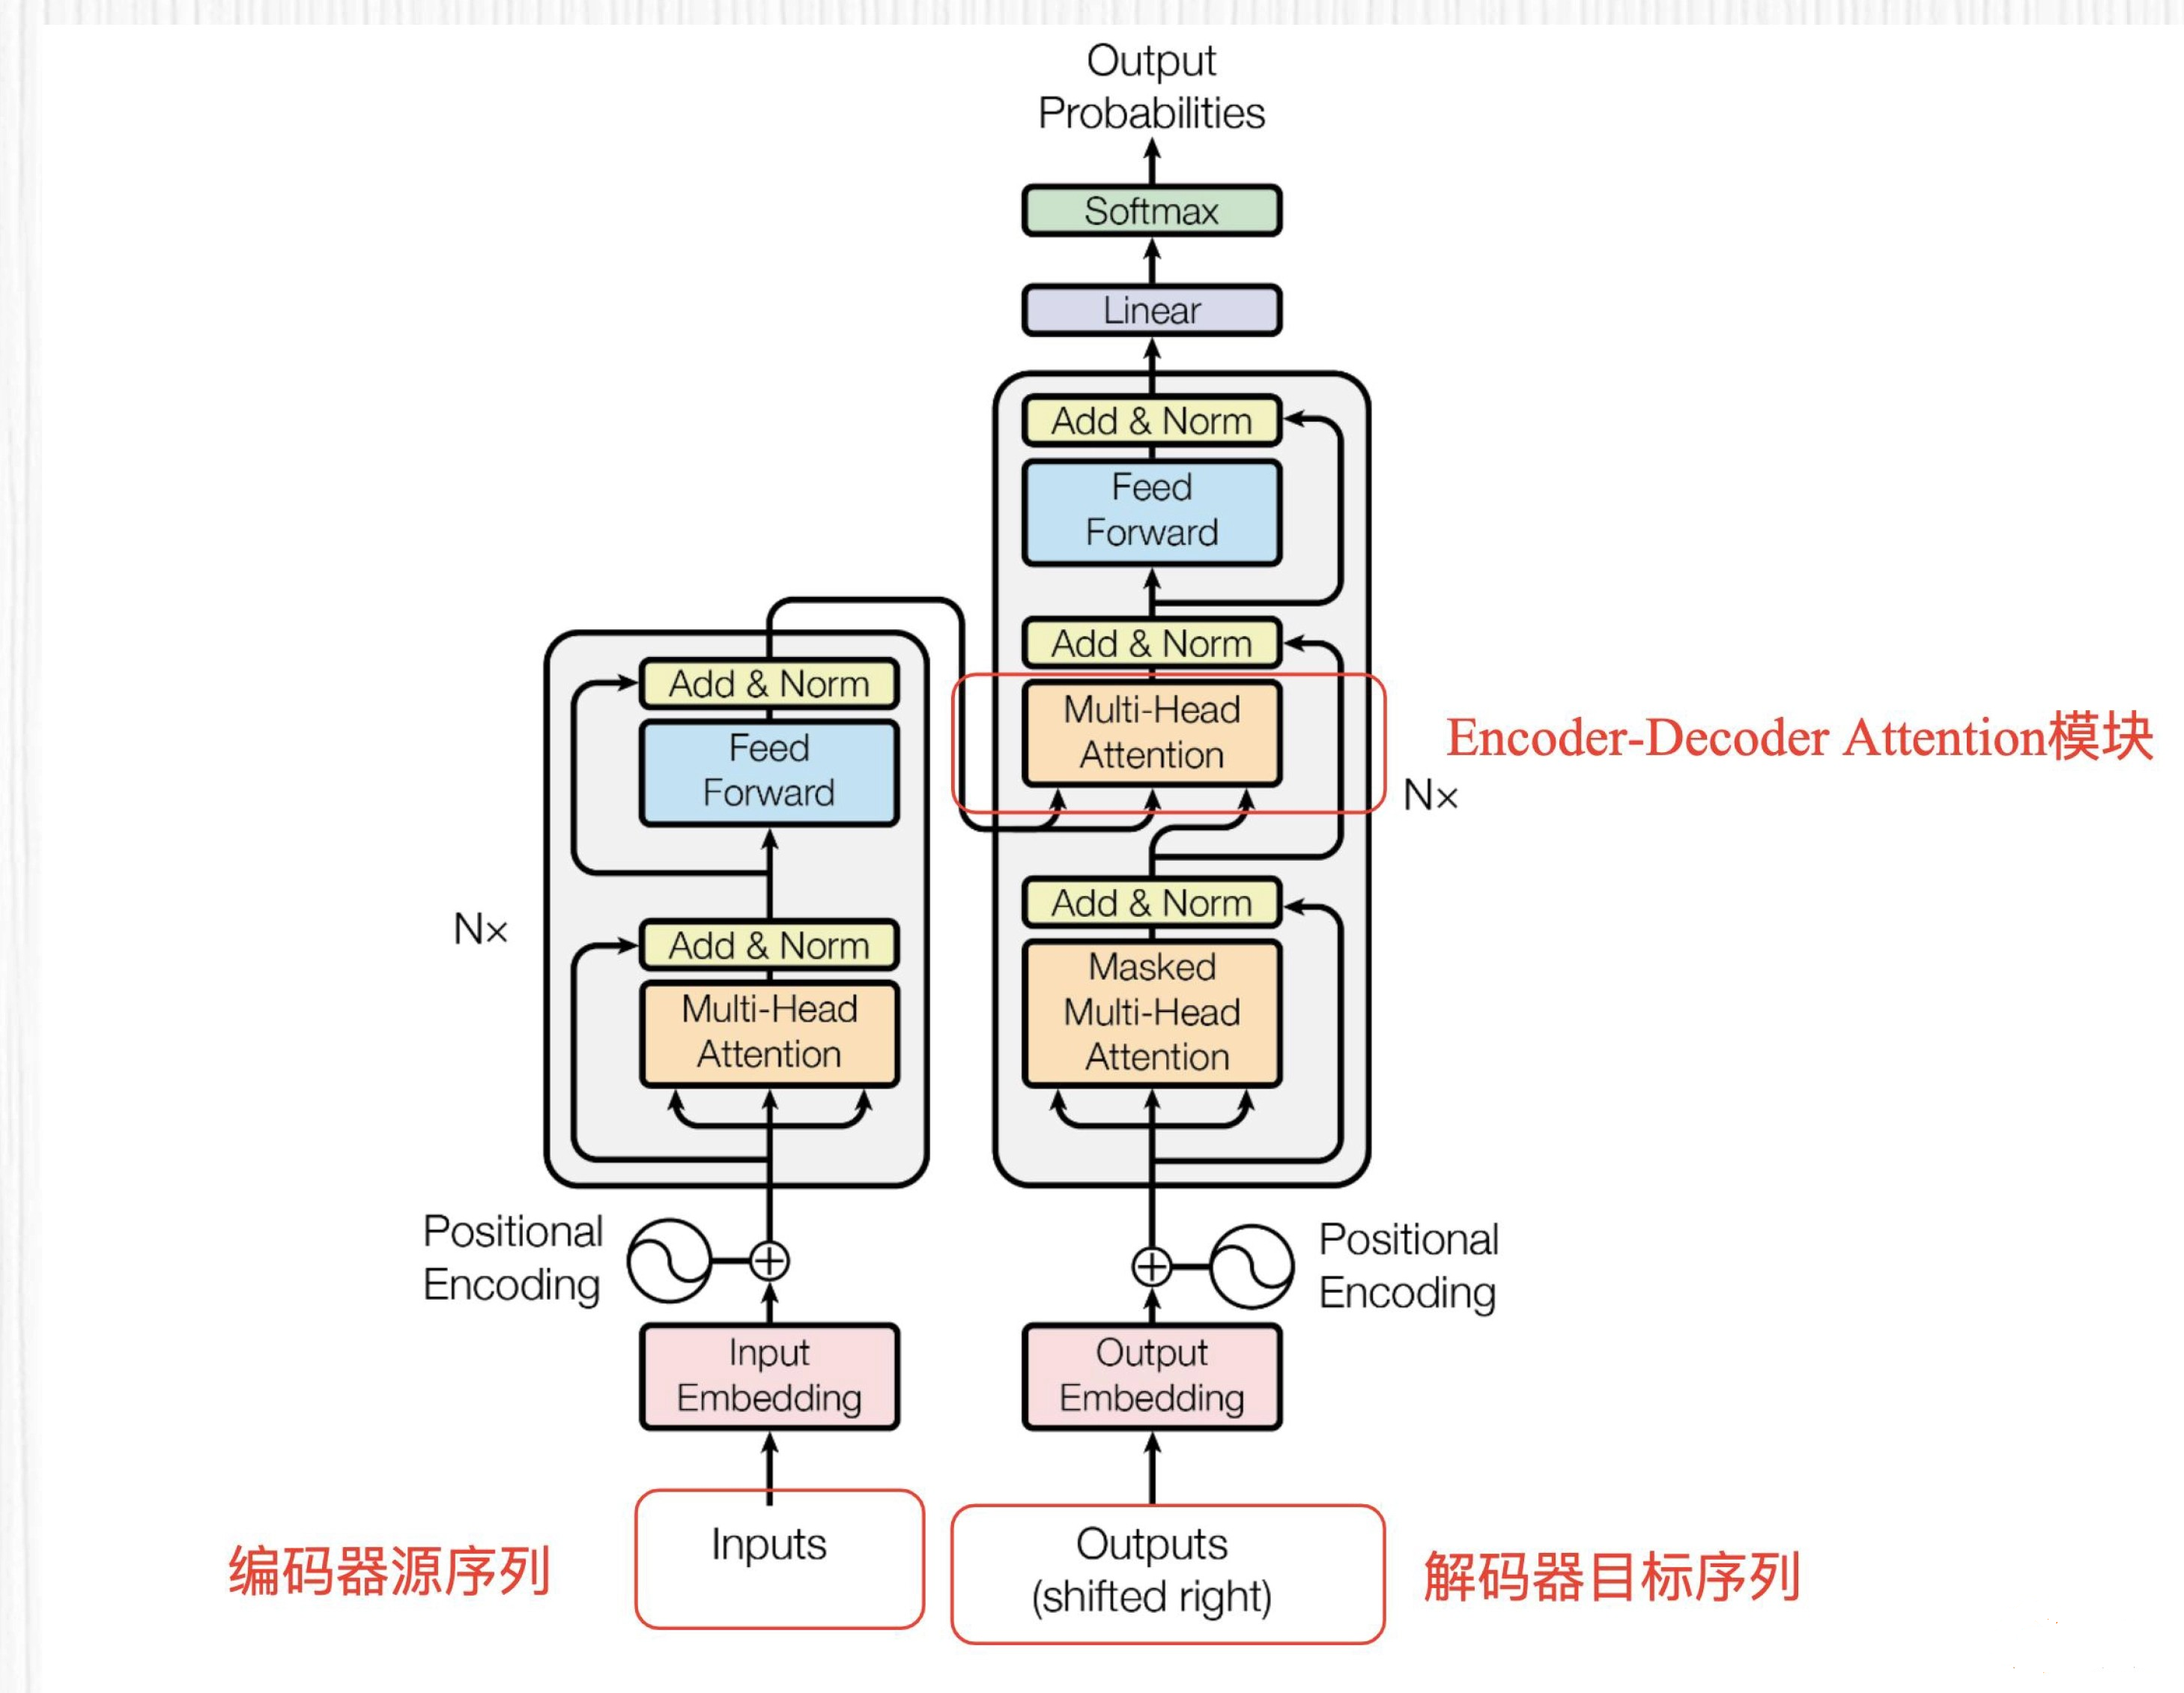 Output
Probabilities
Softmax
Linear
Add & Norm
Feed
Forward
Add & Norm
Multi-Head
Attention
Encoder-Decoder Attention模块
N×
Add & Norm
Masked
Multi-Head
Attention
Add & Norm
Feed
Forward
N×
Add & Norm
Multi-Head
Attention
Positional
Encoding
Positional
Encoding
Input
Embedding
Output
Embedding
编码器源序列
Inputs
Outputs
(shifted right)
解码器目标序列